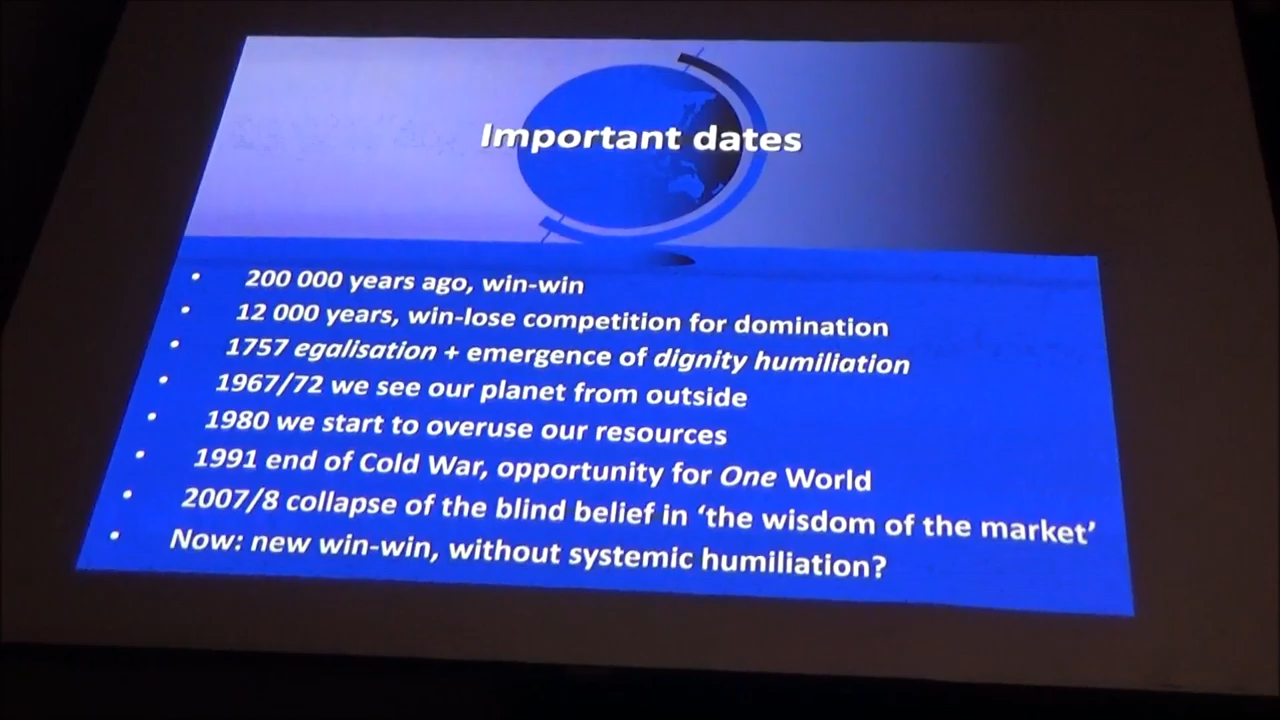 Important dates
• 200 000 years ago, win-win
• 12 000 years, win-lose competition for domination
• 1757 egalisation + emergence of dignity humiliation
• 1967/72 we see our planet from outside
• 1980 we start to overuse our resources
• 1991 end of Cold War, opportunity for One World
• 2007/8 collapse of the blind belief in ‘the wisdom of the market’
• Now: new win-win, without systemic humiliation?